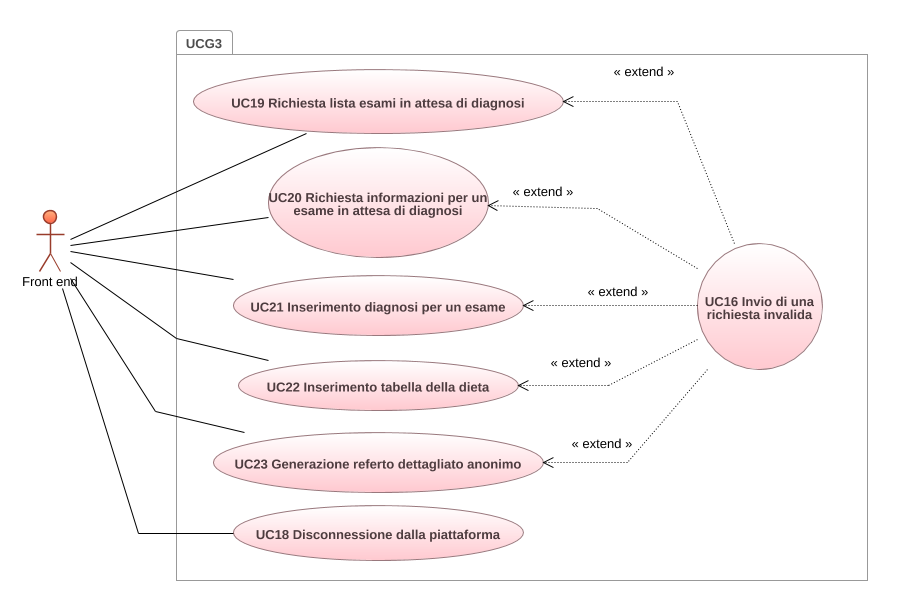 UCG3
« extend »
UC19 Richiesta lista esami in attesa di diagnosi
« extend »
UC20 Richiesta informazioni per un
esame in attesa di diagnosi
Front end
« extend »
UC21 Inserimento diagnosi per un esame
UC16 Invio di una
richiesta invalida
« extend »
UC22 Inserimento tabella della dieta
« extend »
UC23 Generazione referto dettagliato anonimo
UC18 Disconnessione dalla piattaforma